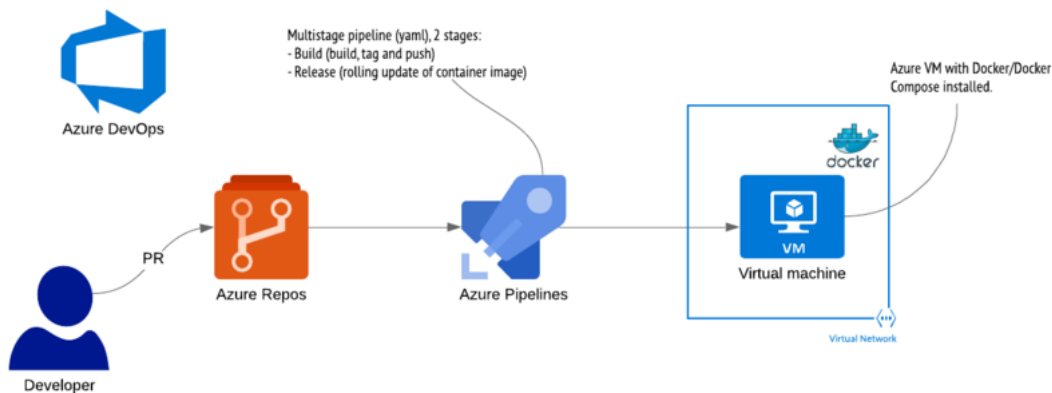 Multistage pipeline (yaml), 2 stages:
- Build (build, tag and push)
- Release (rolling update of container image)
Azure VM with Docker/Docker
Compose installed.
Azure DevOps
docker
PR
VM
Azure Repos
Azure Pipelines
Virtual machine
Virtual Network
Developer